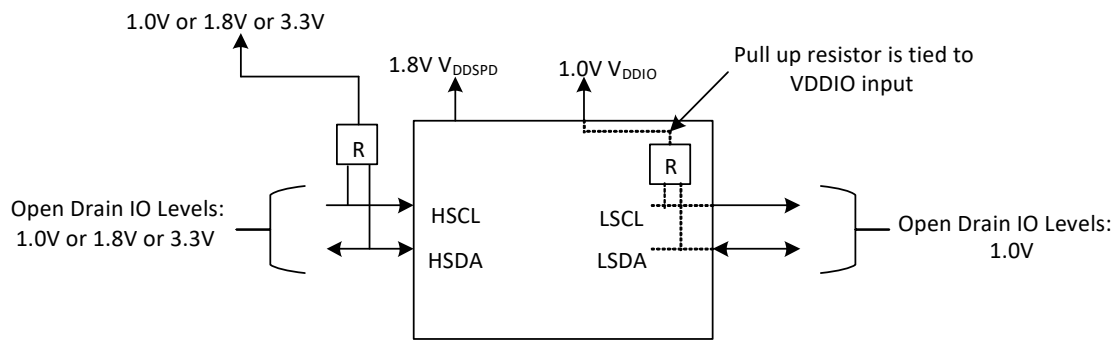 1.0V or 1.8V or 3.3V
1.8V VDDSPD
1.0V VDDIO
Pull up resistor is tied to
VDDIO input
R
R
Open Drain IO Levels:
1.0V or 1.8V or 3.3V
HSCL
HSDA
LSCL
LSDA
Open Drain IO Levels:
1.0V